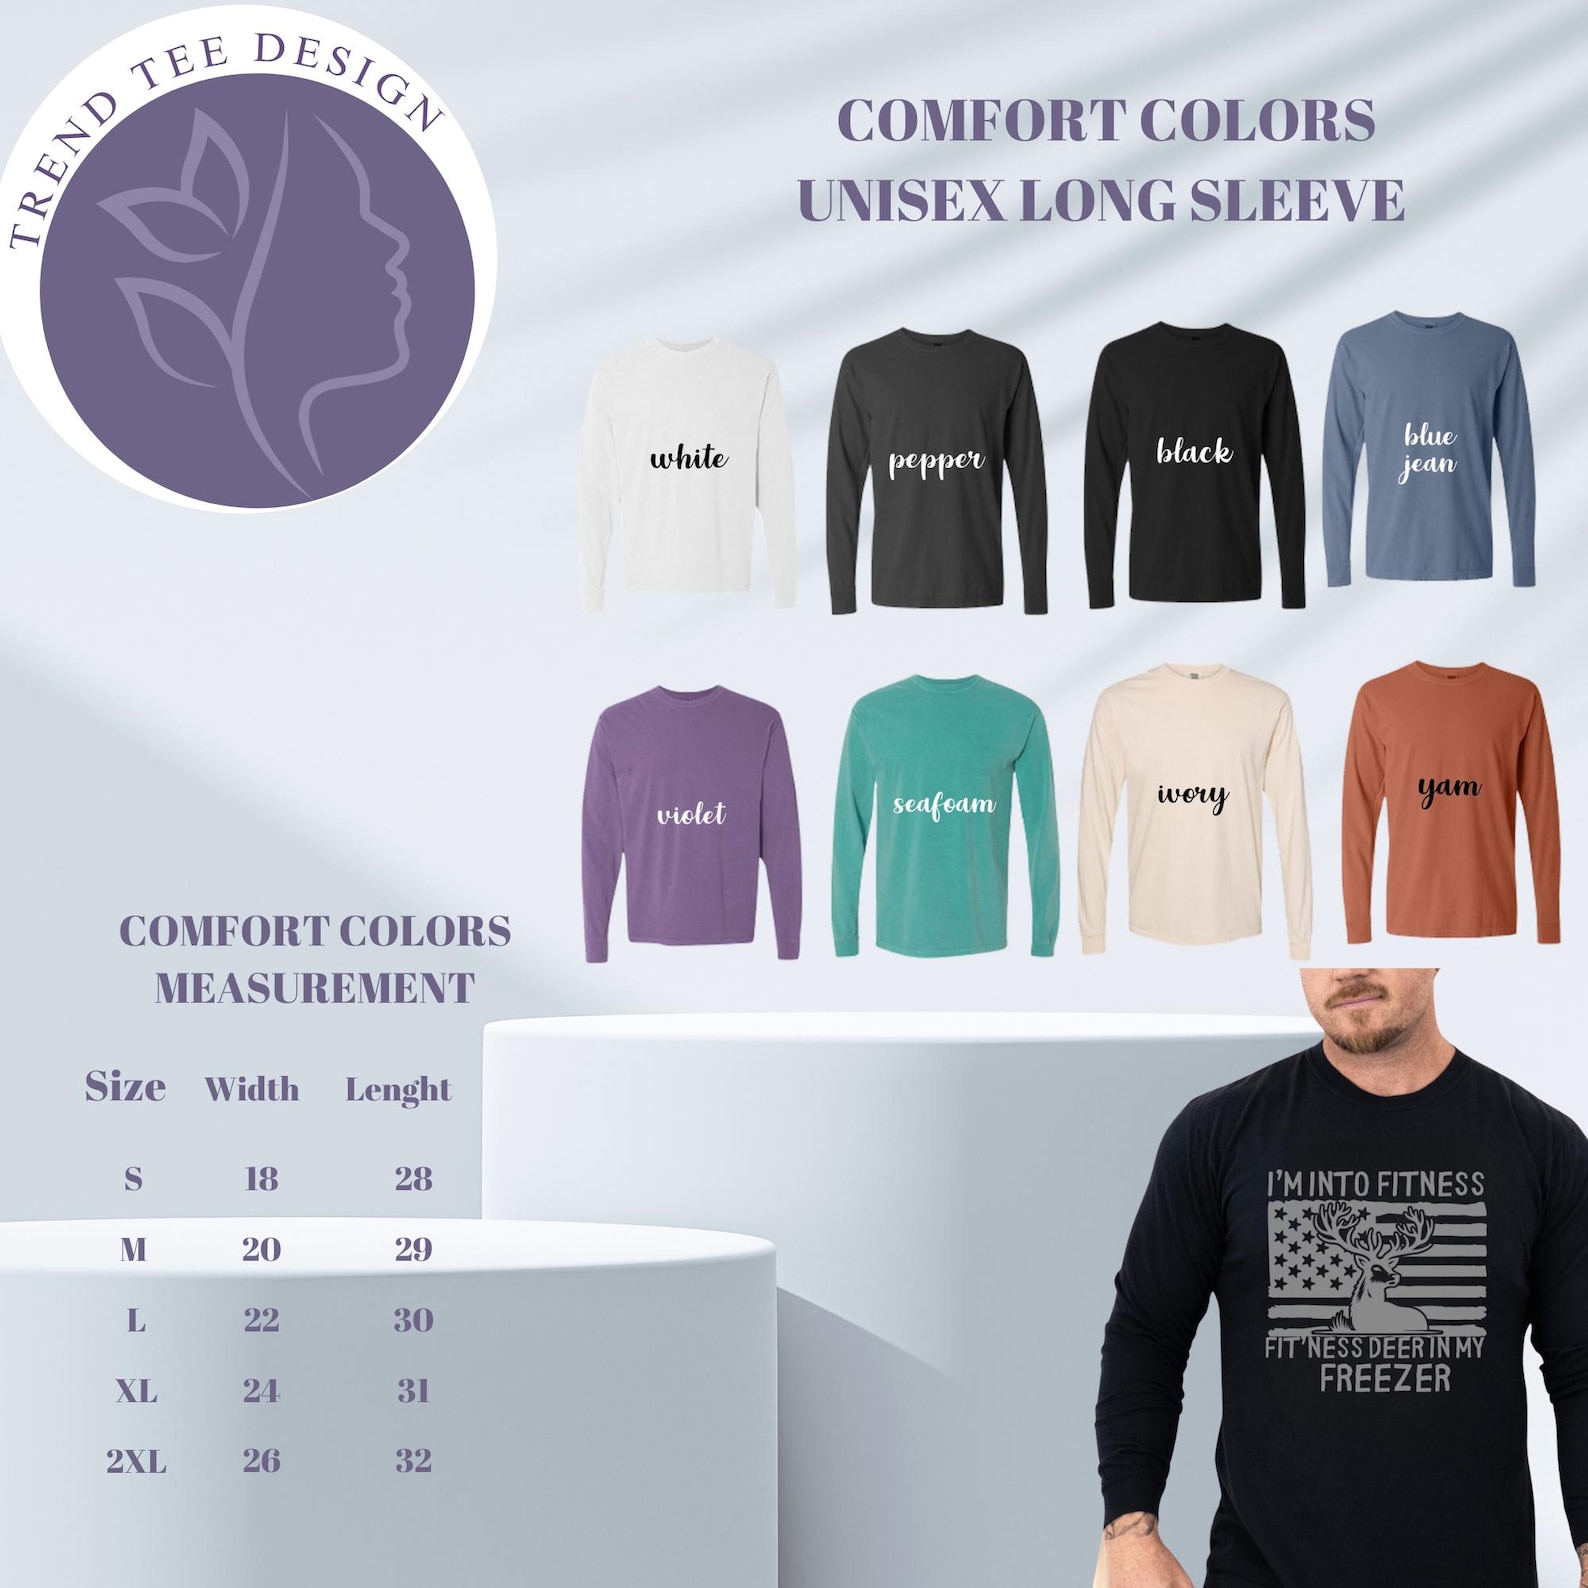 TREND TEE DESIGN
COMFORT COLORS
UNISEX LONG SLEEVE
white
pepper
black
blue
jean
violet
seafoam
ivory
yam
COMFORT COLORS
MEASUREMENT
Size Width Lenght
S 18 28
M 20 29
L 22 30
XL 24 31
2XL 26 32
I'M INTO FITNESS
FIT'NESS DEER IN MY
FREEZER